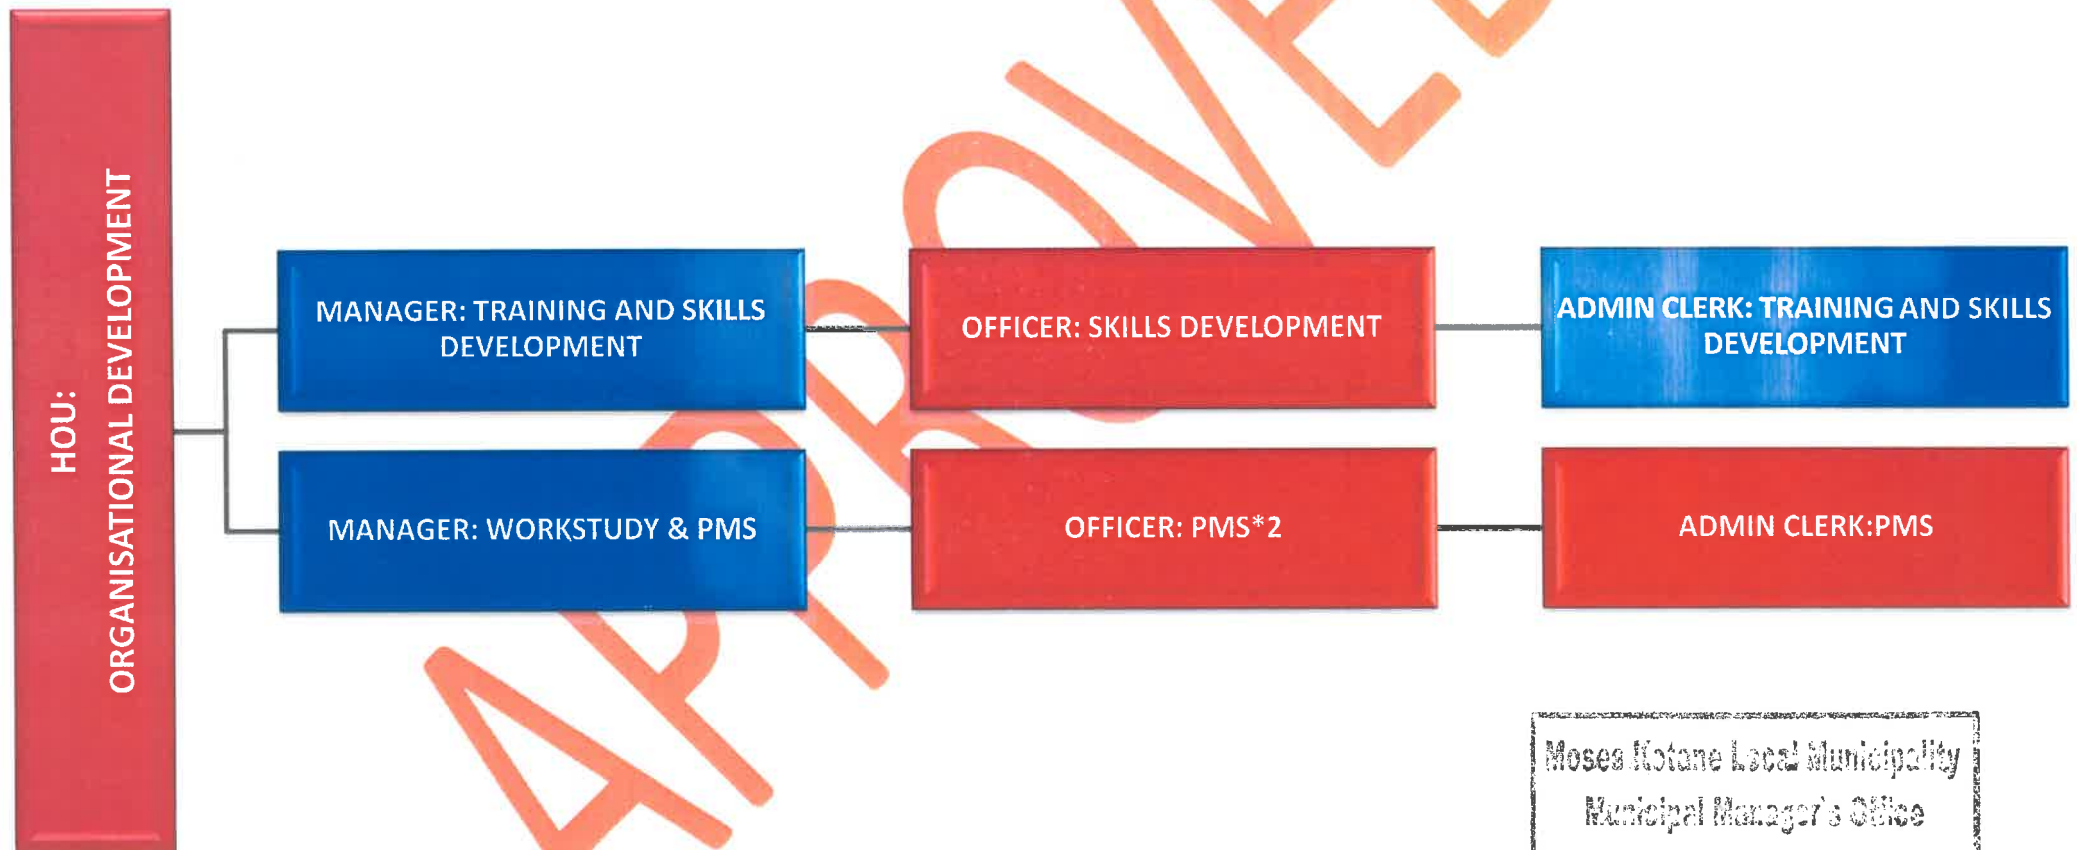 HOU:
ORGANISATIONAL DEVELOPMENT
MANAGER: TRAINING AND SKILLS
DEVELOPMENT
OFFICER: SKILLS DEVELOPMENT
ADMIN CLERK: TRAINING AND SKILLS
DEVELOPMENT
MANAGER: WORKSTUDY & PMS
OFFICER: PMS*2
ADMIN CLERK:PMS
APPROVED
Moses Kotane Local Municipality
Municipal Manager's Office